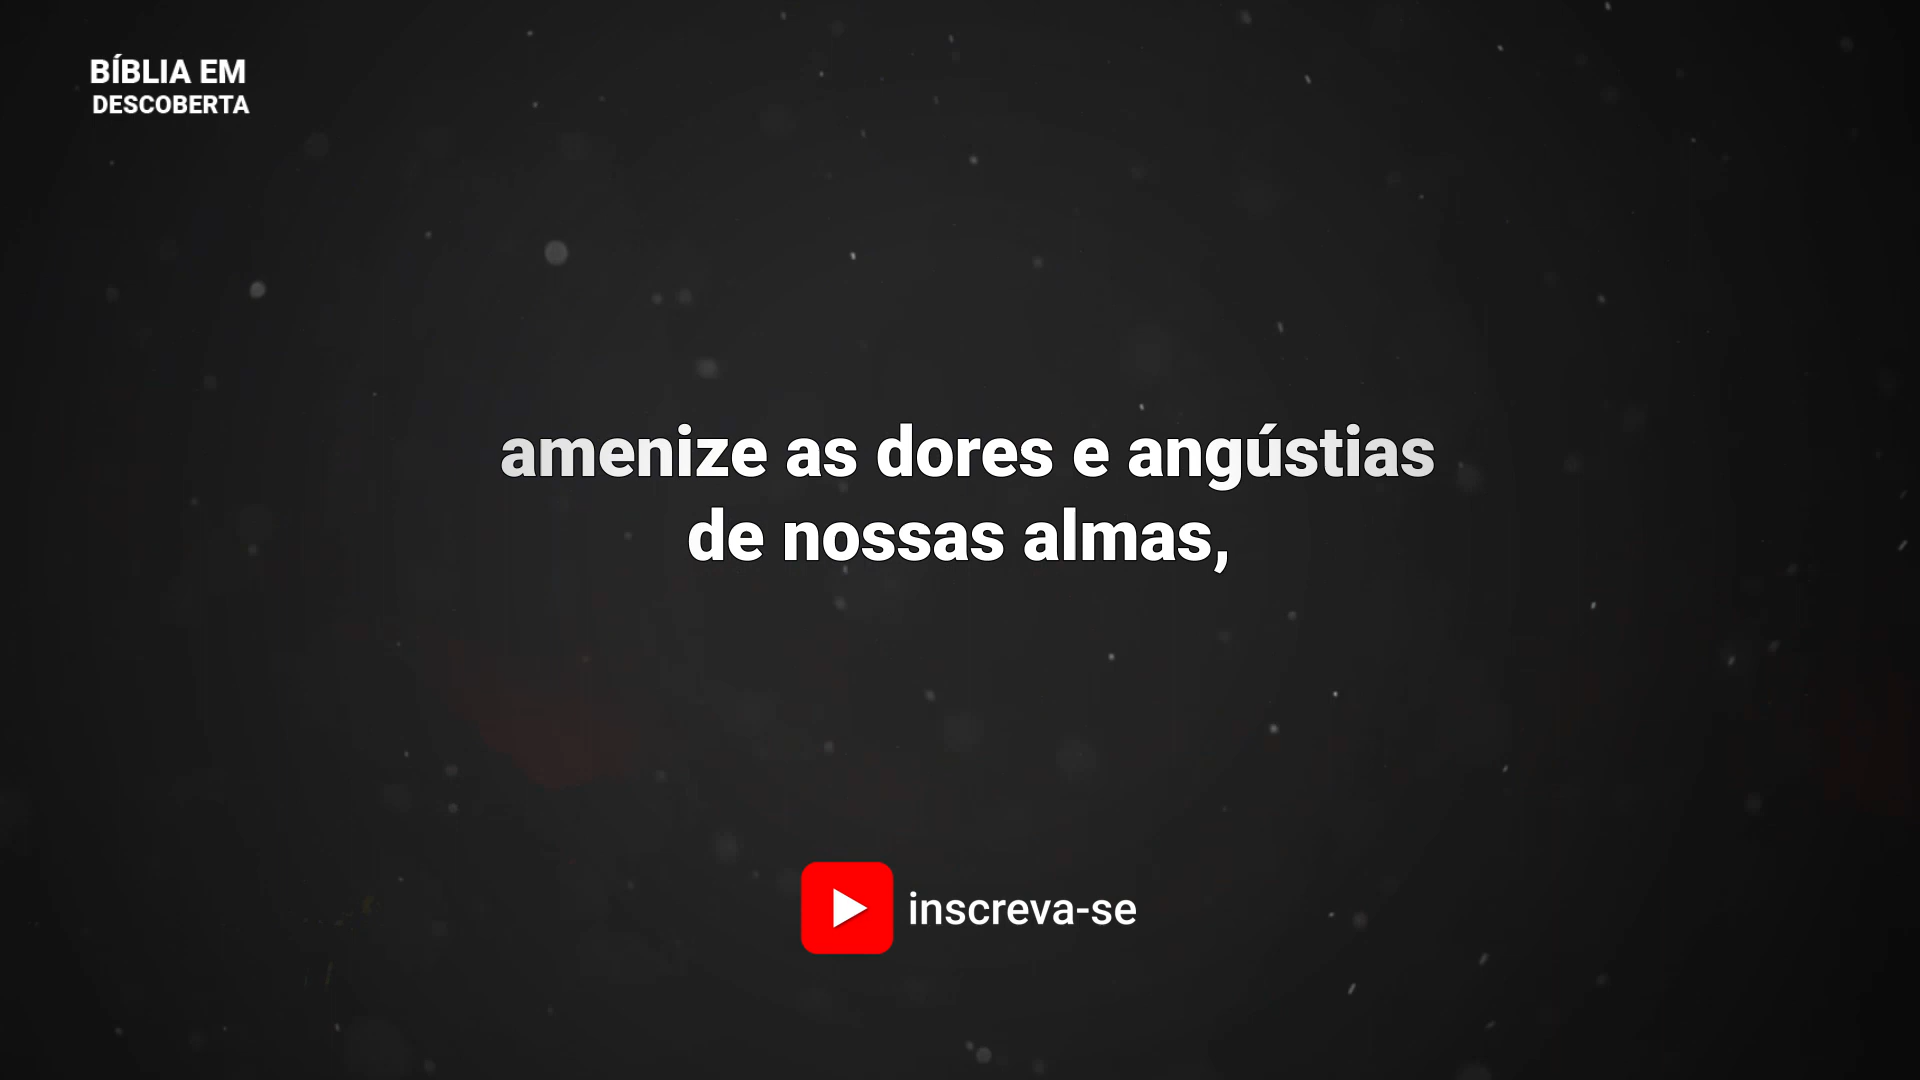 BÍBLIA EM
DESCOBERTA
amenize as dores e angústias
de nossas almas,
inscreva-se